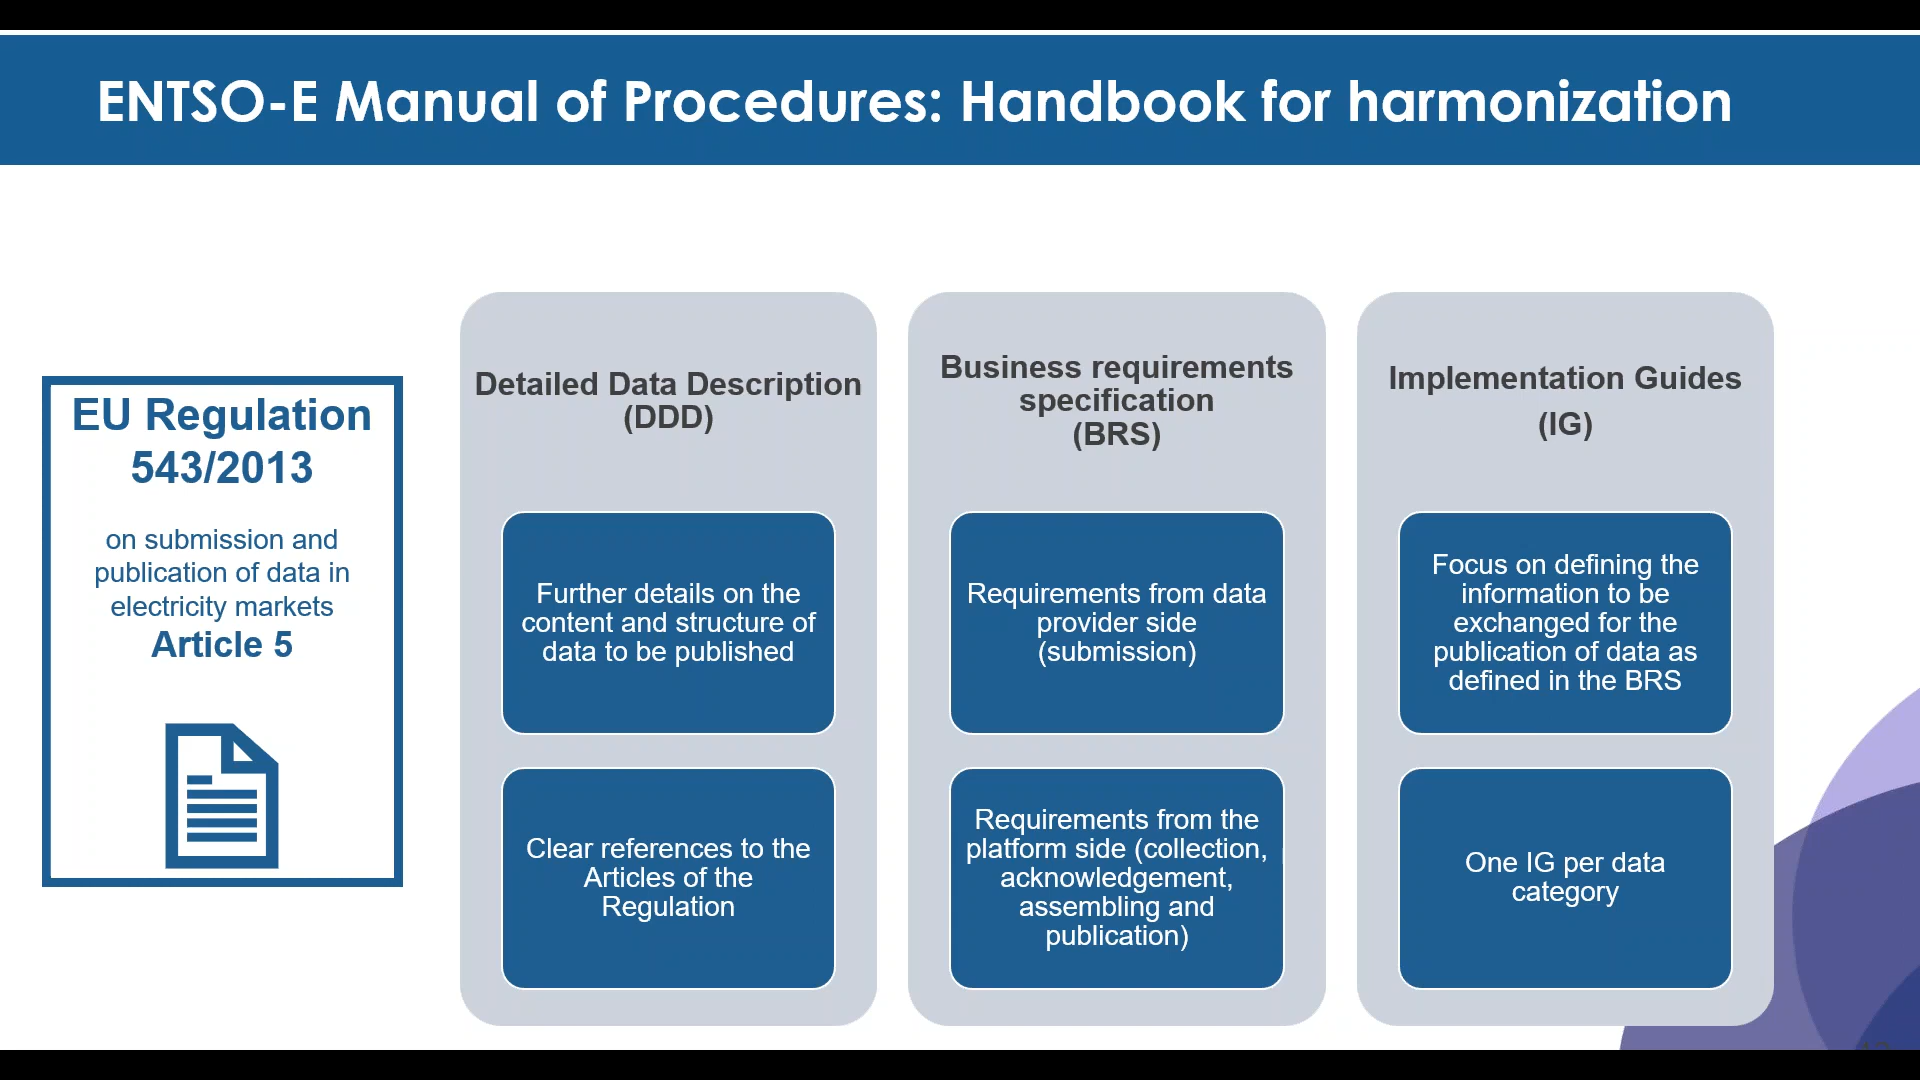 ENTSO-E Manual of Procedures: Handbook for harmonization
EU Regulation
543/2013
on submission and
publication of data in
electricity markets
Article 5
Detailed Data Description
(DDD)
Further details on the
content and structure of
data to be published
Clear references to the
Articles of the
Regulation
Business requirements
specification
(BRS)
Requirements from data
provider side
(submission)
Requirements from the
platform side (collection,
acknowledgement,
assembling and
publication)
Implementation Guides
(IG)
Focus on defining the
information to be
exchanged for the
publication of data as
defined in the BRS
One IG per data
category